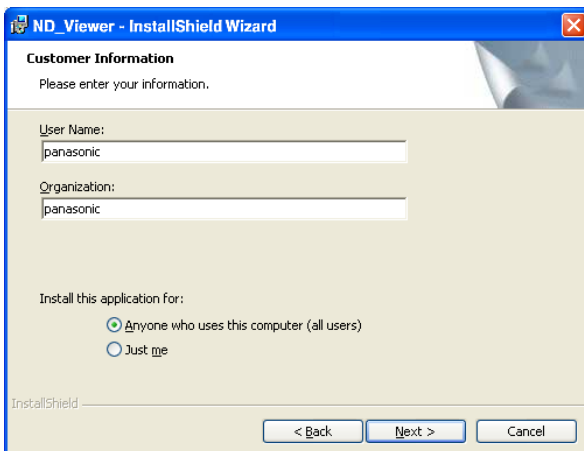 ND_Viewer - InstallShield Wizard
Customer Information
Please enter your information.
User Name:
panasonic
Organization:
panasonic
Install this application for:
Anyone who uses this computer (all users)
Just me
InstallShield
< Back Next > Cancel